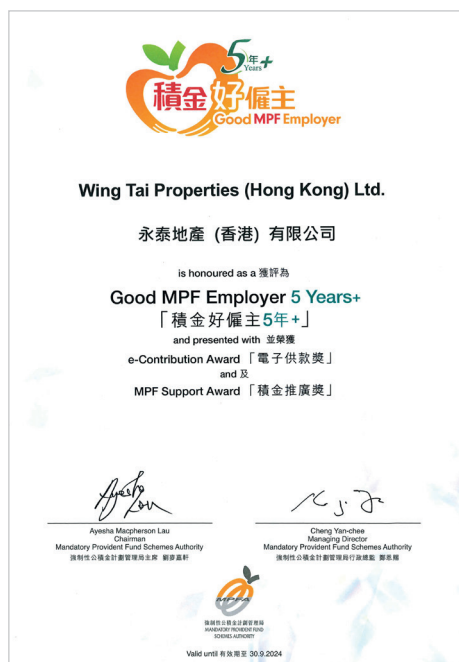 5年+
Years
積金好僱主
Good MPF Employer
Wing Tai Properties (Hong Kong) Ltd.
永泰地產 (香港) 有限公司
is honoured as a 獲評為
Good MPF Employer 5 Years+
「積金好僱主5年+」
and presented with 並榮獲
e-Contribution Award 「電子供款獎」
and 及
MPF Support Award 「積金推廣獎」
Ayesha Macpherson Lau
Chairman
Mandatory Provident Fund Schemes Authority
強制性公積金計劃管理局主席 劉麥嘉軒
Cheng Yan-chee
Managing Director
Mandatory Provident Fund Schemes Authority
強制性公積金計劃管理局行政總監 鄭恩賜
MPFA
強制性公積金計劃管理局
MANDATORY PROVIDENT FUND
SCHEMES AUTHORITY
Valid until 有效期至 30.9.2024